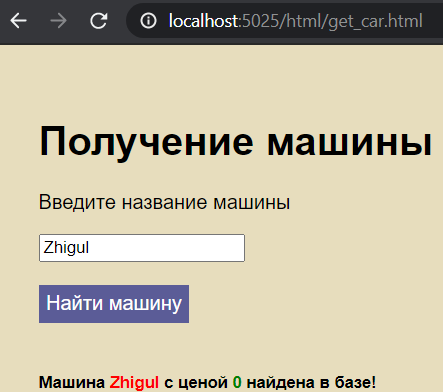 localhost:5025/html/get_car.html
Получение машины
Введите название машины
Zhigul
Найти машину
Машина Zhigul с ценой 0 найдена в базе!